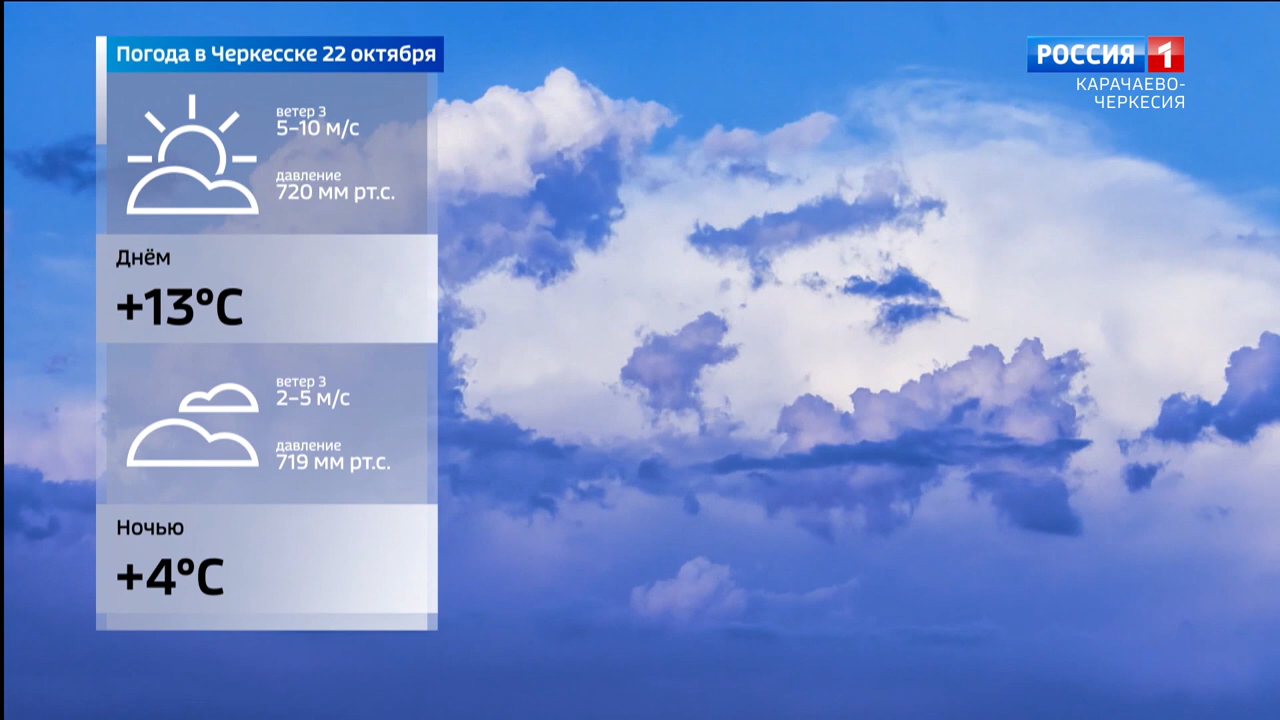 Погода в Черкесске 22 октября
ветер З
5–10 м/с
давление
720 мм рт.с.
Днём
+13°C
ветер З
2–5 м/с
давление
719 мм рт.с.
Ночью
+4°C
РОССИЯ 1
КАРАЧАЕВО-
ЧЕРКЕСИЯ